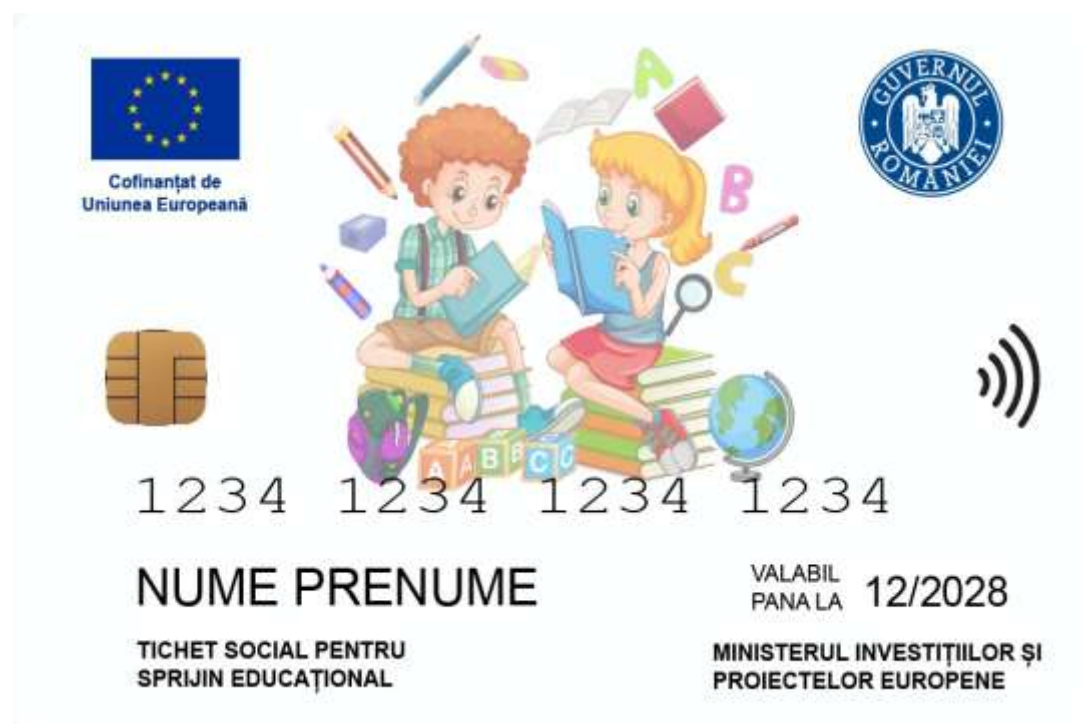 Cofinanțat de
Uniunea Europeană
GUVERNUL ROMÂNIEI
A
B
C
A A B B C C
1234 1234 1234 1234
NUME PRENUME
VALABIL
PANA LA 12/2028
TICHET SOCIAL PENTRU
SPRIJIN EDUCAȚIONAL
MINISTERUL INVESTIȚIILOR ȘI
PROIECTELOR EUROPENE